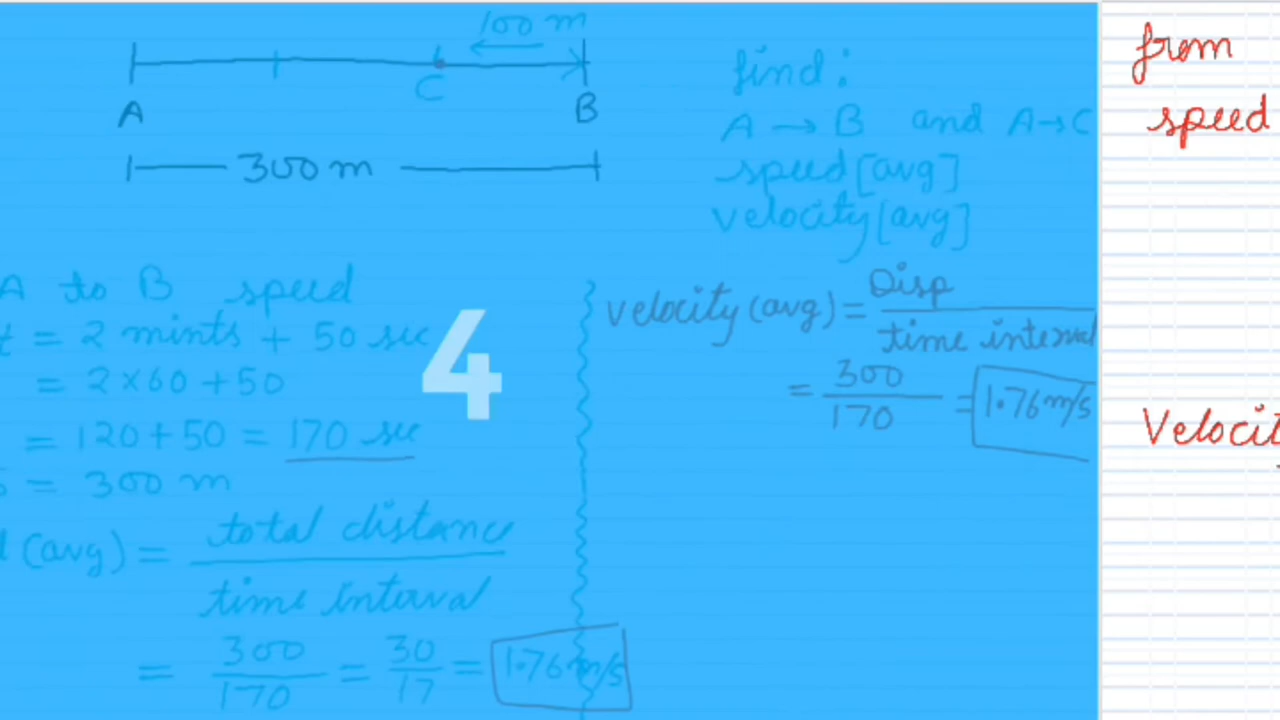 100 m
A
C
B
300 m
find:
A → B and A→C
speed [avg]
velocity [avg]
A to B speed
t = 2 mints + 50 sec
= 2×60 +50
= 120+50 = 170 sec
= 300 m
(avg) = total distance
time interval
= 300/170 = 30/17 = 1.76 m/s
velocity (avg) = Disp
time interval
= 300/170 = 1.76 m/s
4
from
speed
Velocit